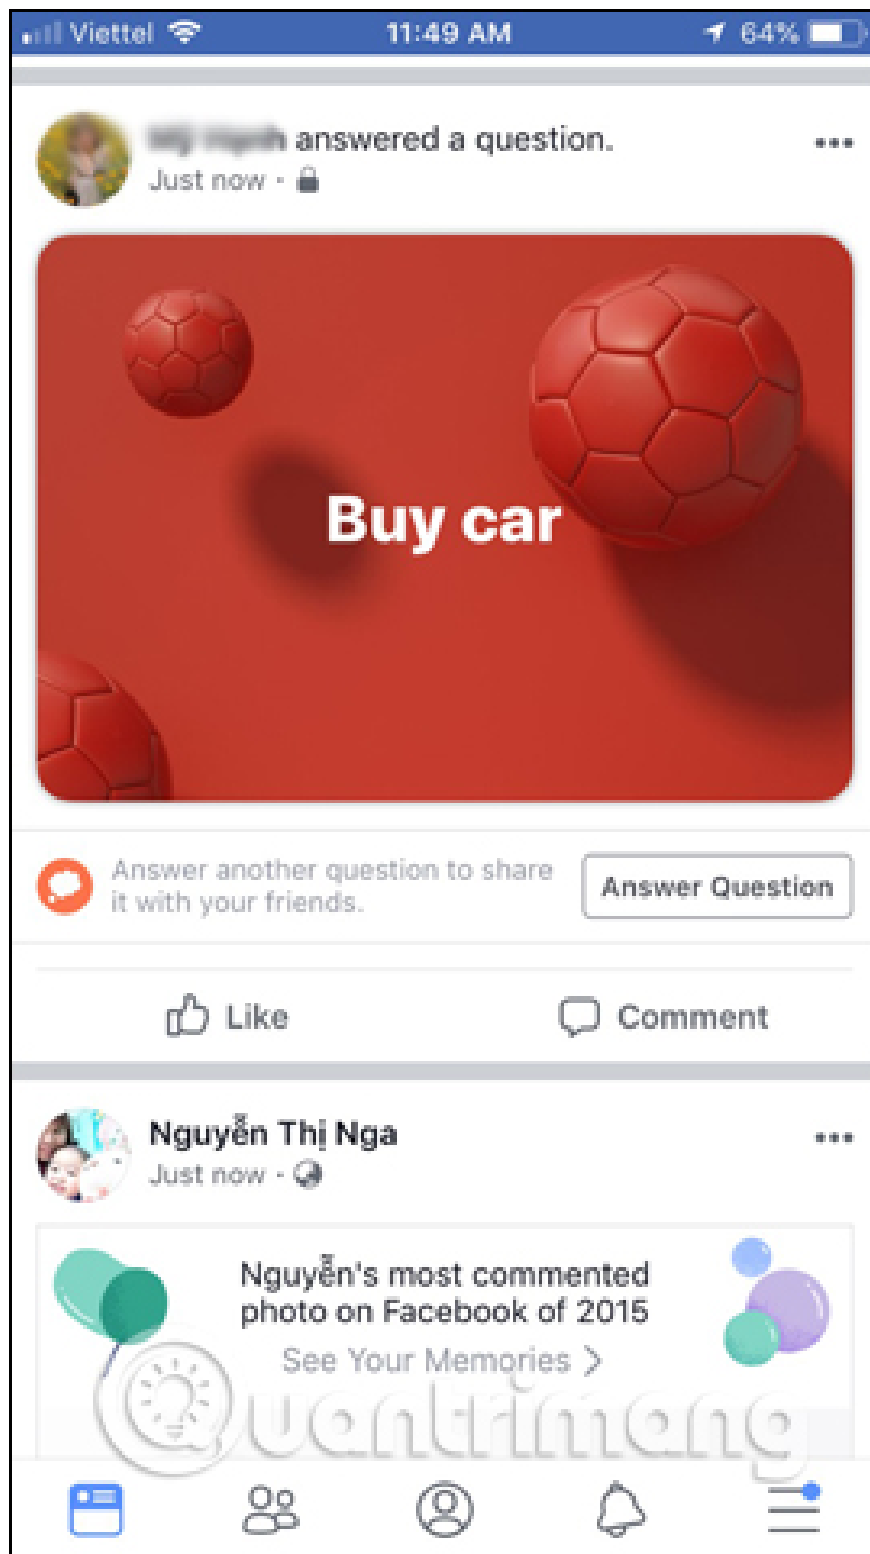 Viettel 11:49 AM 64%
answered a question.
Just now
Buy car
Answer another question to share
it with your friends.
Answer Question
Like Comment
Nguyễn Thị Nga
Just now
Nguyễn's most commented
photo on Facebook of 2015
See Your Memories
Quantrimang